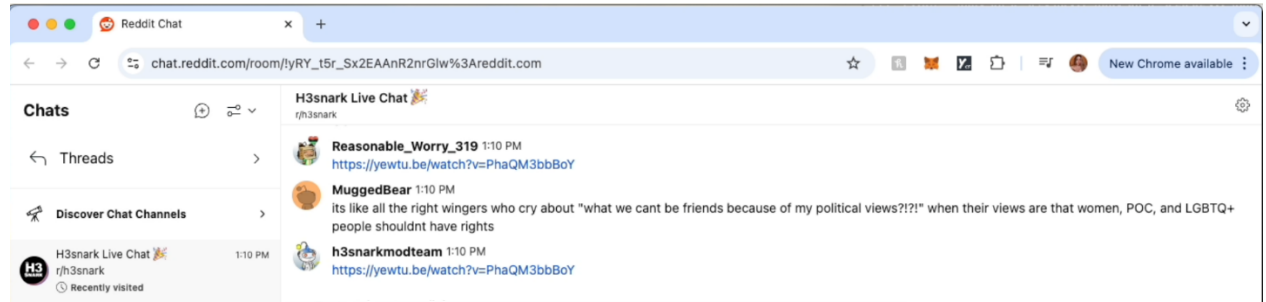 Reddit Chat
chat.reddit.com/room/!yRY_t5r_Sx2EAAnR2nrGlw%3Areddit.com
New Chrome available
Chats
Threads
Discover Chat Channels
H3snark Live Chat 🎉 1:10 PM
r/h3snark
Recently visited
H3
SNARK
H3snark Live Chat 🎉
r/h3snark
Reasonable_Worry_319 1:10 PM
https://yewtu.be/watch?v=PhaQM3bbBoY
MuggedBear 1:10 PM
its like all the right wingers who cry about "what we cant be friends because of my political views?!?!" when their views are that women, POC, and LGBTQ+
people shouldnt have rights
h3snarkmodteam 1:10 PM
https://yewtu.be/watch?v=PhaQM3bbBoY